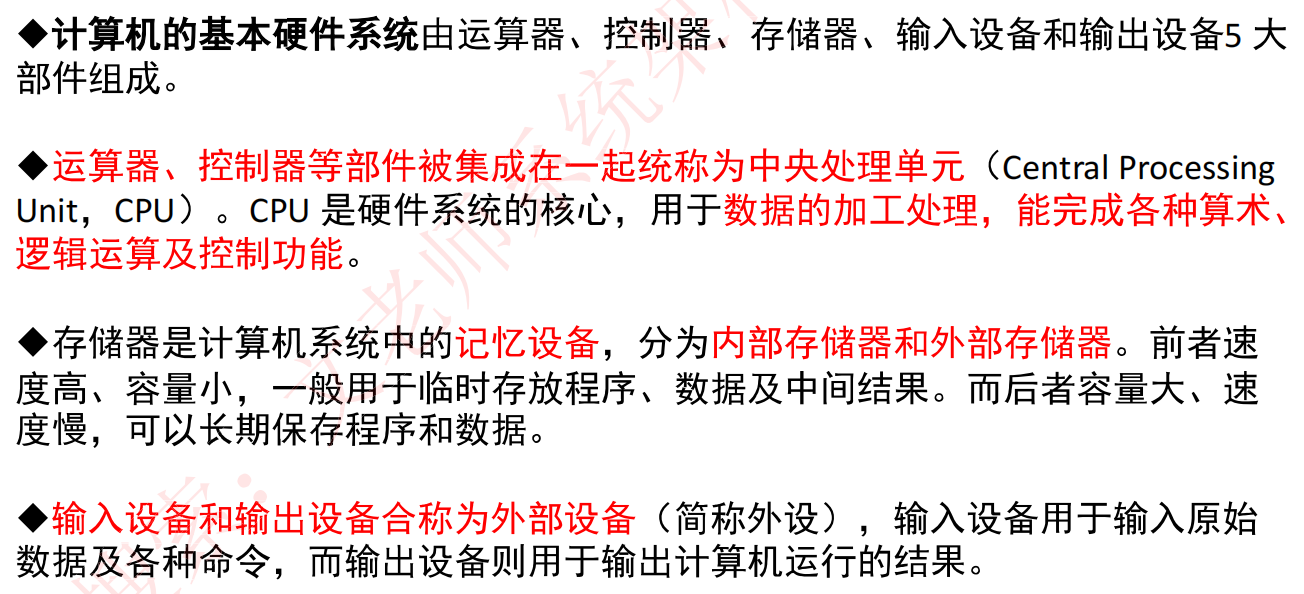 ◆计算机的基本硬件系统由运算器、控制器、存储器、输入设备和输出设备5 大
部件组成。
◆运算器、控制器等部件被集成在一起统称为中央处理单元（Central Processing
Unit，CPU）。CPU 是硬件系统的核心，用于数据的加工处理，能完成各种算术、
逻辑运算及控制功能。
◆存储器是计算机系统中的记忆设备，分为内部存储器和外部存储器。前者速
度高、容量小，一般用于临时存放程序、数据及中间结果。而后者容量大、速
度慢，可以长期保存程序和数据。
◆输入设备和输出设备合称为外部设备（简称外设），输入设备用于输入原始
数据及各种命令，而输出设备则用于输出计算机运行的结果。
搜索：文老师系统架